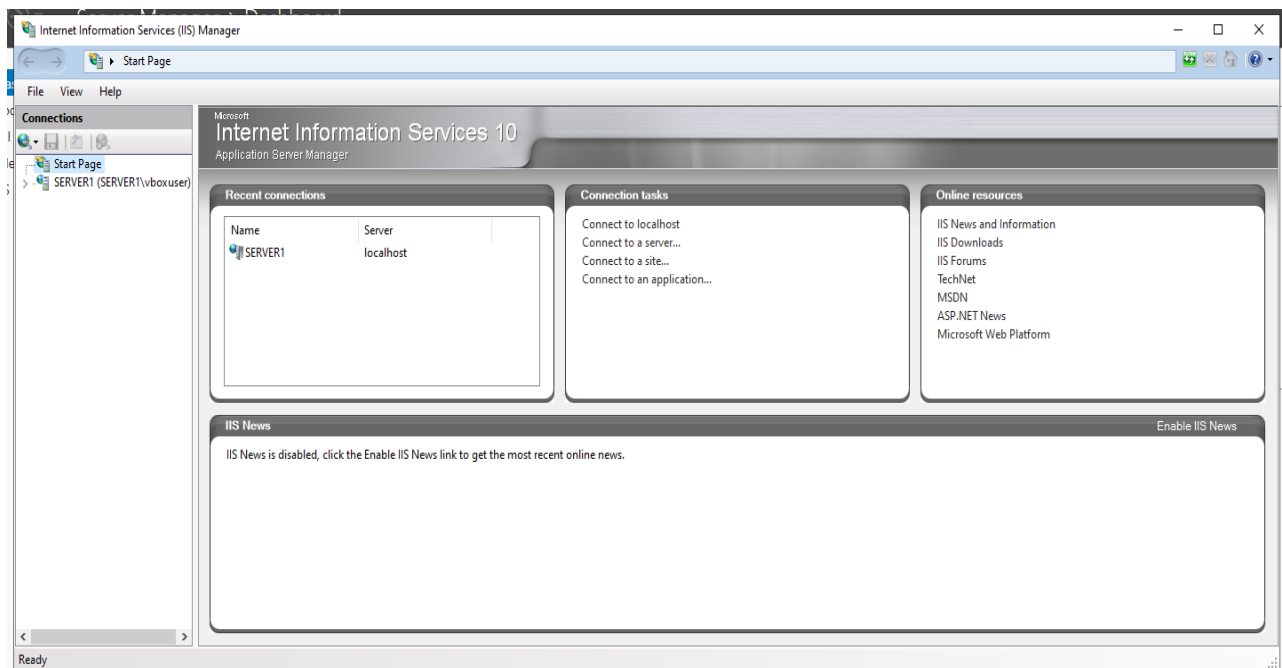 Internet Information Services (IIS) Manager
Start Page
File View Help
Connections
Start Page
SERVER1 (SERVER1\vboxuser)
Microsoft
Internet Information Services 10
Application Server Manager
Recent connections
Name Server
SERVER1 localhost
Connection tasks
Connect to localhost
Connect to a server...
Connect to a site...
Connect to an application...
Online resources
IIS News and Information
IIS Downloads
IIS Forums
TechNet
MSDN
ASP.NET News
Microsoft Web Platform
IIS News Enable IIS News
IIS News is disabled, click the Enable IIS News link to get the most recent online news.
Ready